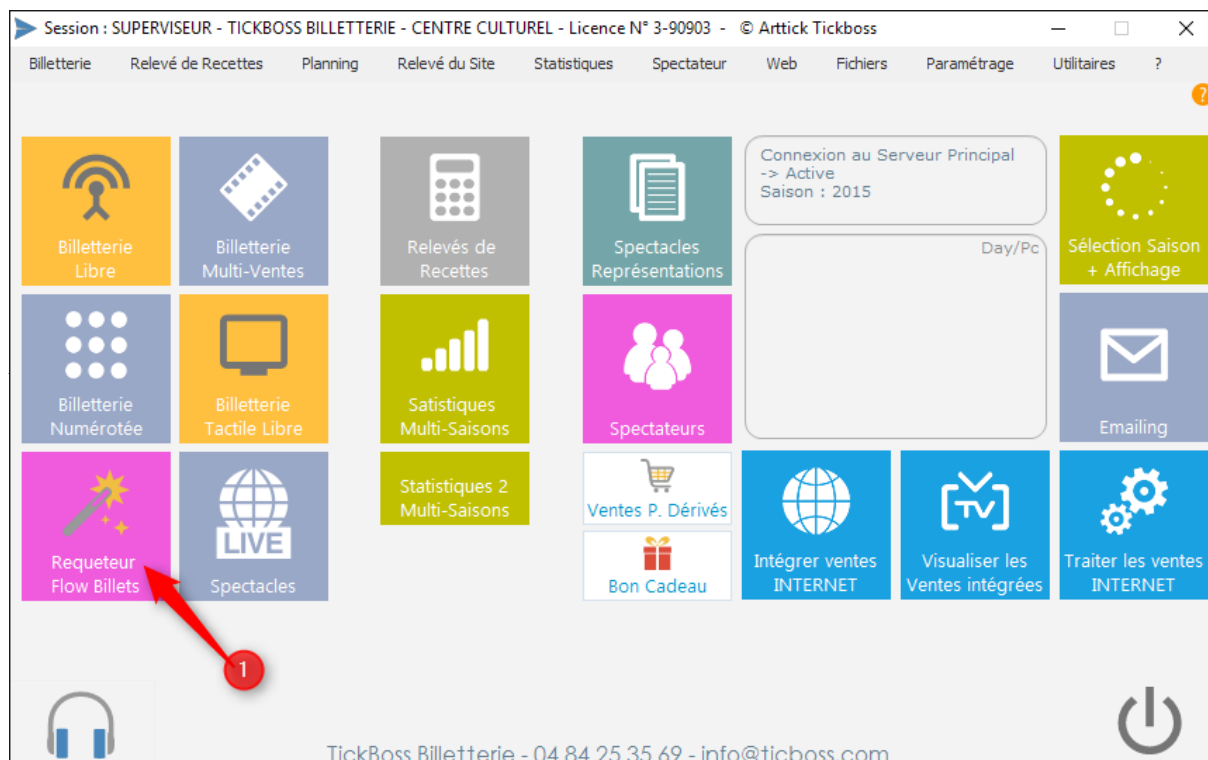 Session : SUPERVISEUR - TICKBOSS BILLETTERIE - CENTRE CULTUREL - Licence N° 3-90903 - © Arttick Tickboss
Billetterie Relevé de Recettes Planning Relevé du Site Statistiques Spectateur Web Fichiers Paramétrage Utilitaires ?
?
Billetterie
Libre
Billetterie
Multi-Ventes
Relevés de
Recettes
Spectacles
Représentations
Connexion au Serveur Principal
-> Active
Saison : 2015
Day/Pc
Sélection Saison
+ Affichage
Billetterie
Numérotée
Billetterie
Tactile Libre
Satistiques
Multi-Saisons
Spectateurs
Emailing
Requeteur
Flow Billets
LIVE
Spectacles
Statistiques 2
Multi-Saisons
Ventes P. Dérivés
Bon Cadeau
Intégrer ventes
INTERNET
TV
Visualiser les
Ventes intégrées
Traiter les ventes
INTERNET
1
TickBoss Billetterie - 04 84 25 35 69 - info@ticboss.com